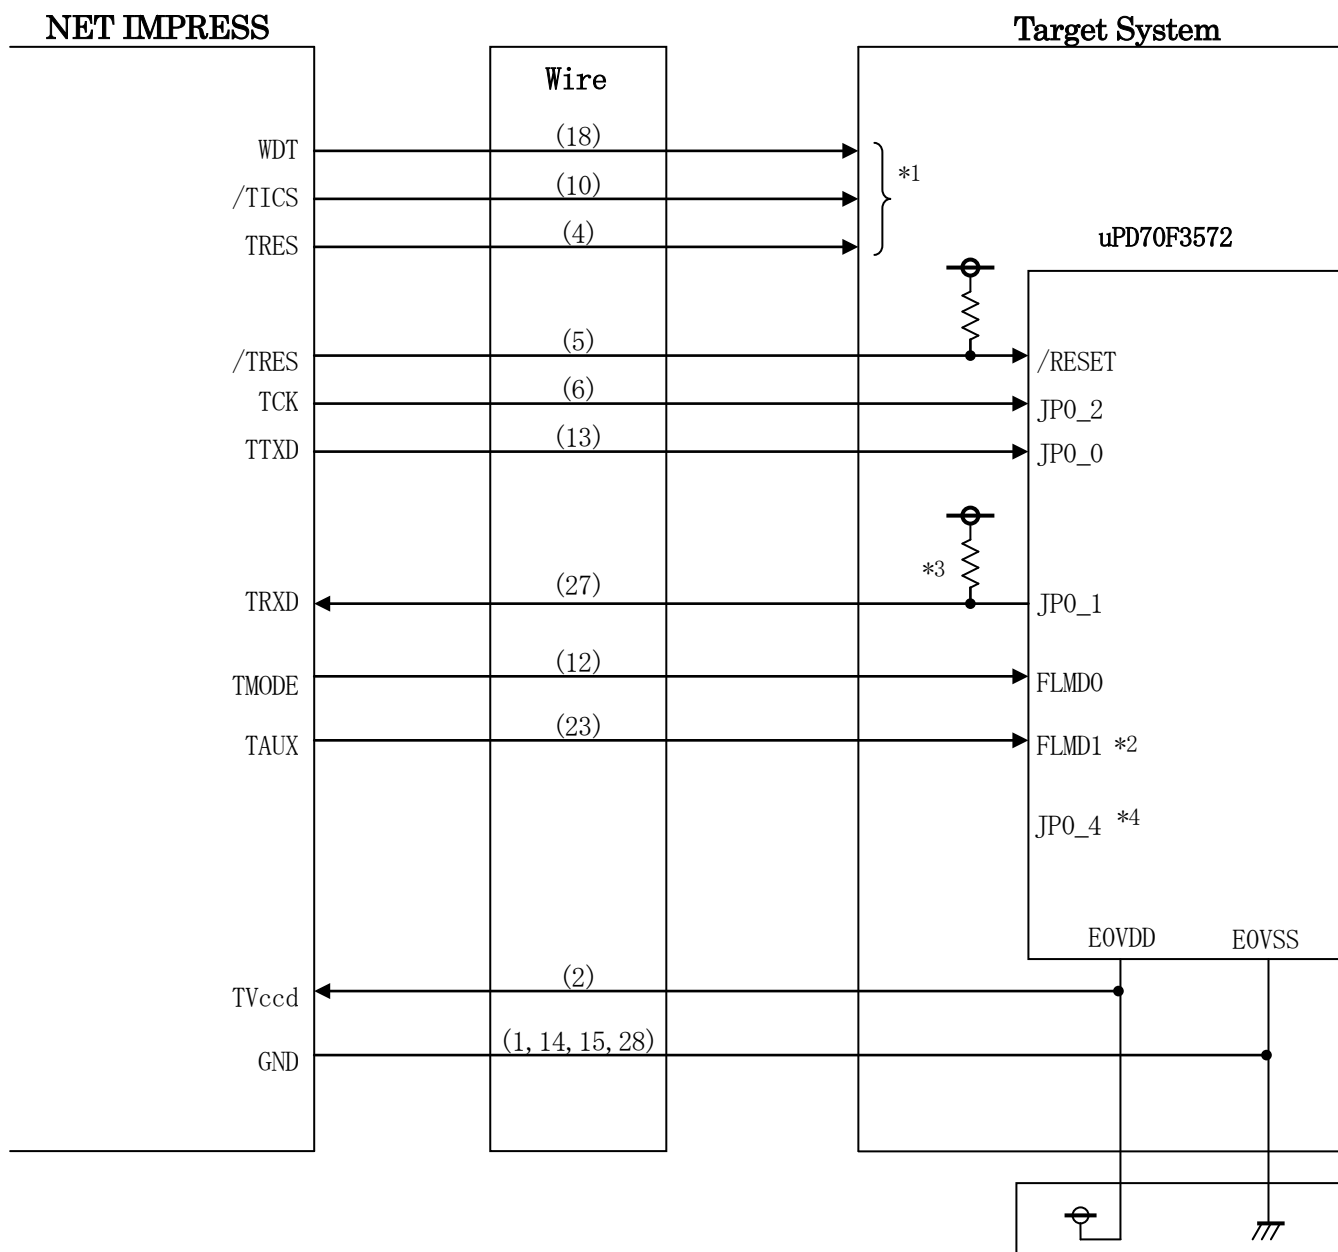 NET IMPRESS
Target System
Wire
WDT (18)
*1
/TICS (10)
TRES (4)
uPD70F3572
/TRES (5) /RESET
TCK (6) JP0_2
TTXD (13) JP0_0
*3
TRXD (27) JP0_1
TMODE (12) FLMD0
TAUX (23) FLMD1 *2
JP0_4 *4
E0VDD E0VSS
TVccd (2)
GND (1,14,15,28)